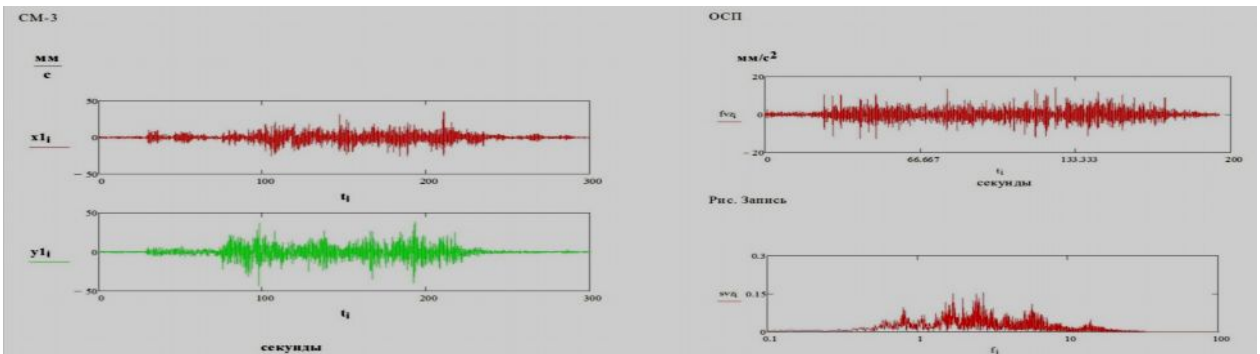 СМ-3
мм
с
50
x1i
0
− 50
0
100
200
300
ti
50
y1i
0
− 50
0
100
200
300
ti
секунды
ОСП
мм/с²
20
fvzi
0
− 20
0
66.667
133.333
200
ti
секунды
Рис. Запись
0.3
svzi
0.15
0
0.1
1
10
100
fi